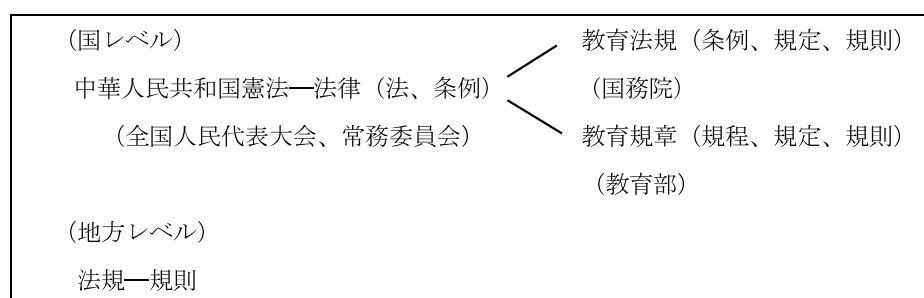 （国レベル）
教育法規（条例、規定、規則）
中華人民共和国憲法―法律（法、条例）
（国務院）
（全国人民代表大会、常務委員会）
教育規章（規程、規定、規則）
（教育部）
（地方レベル）
法規―規則